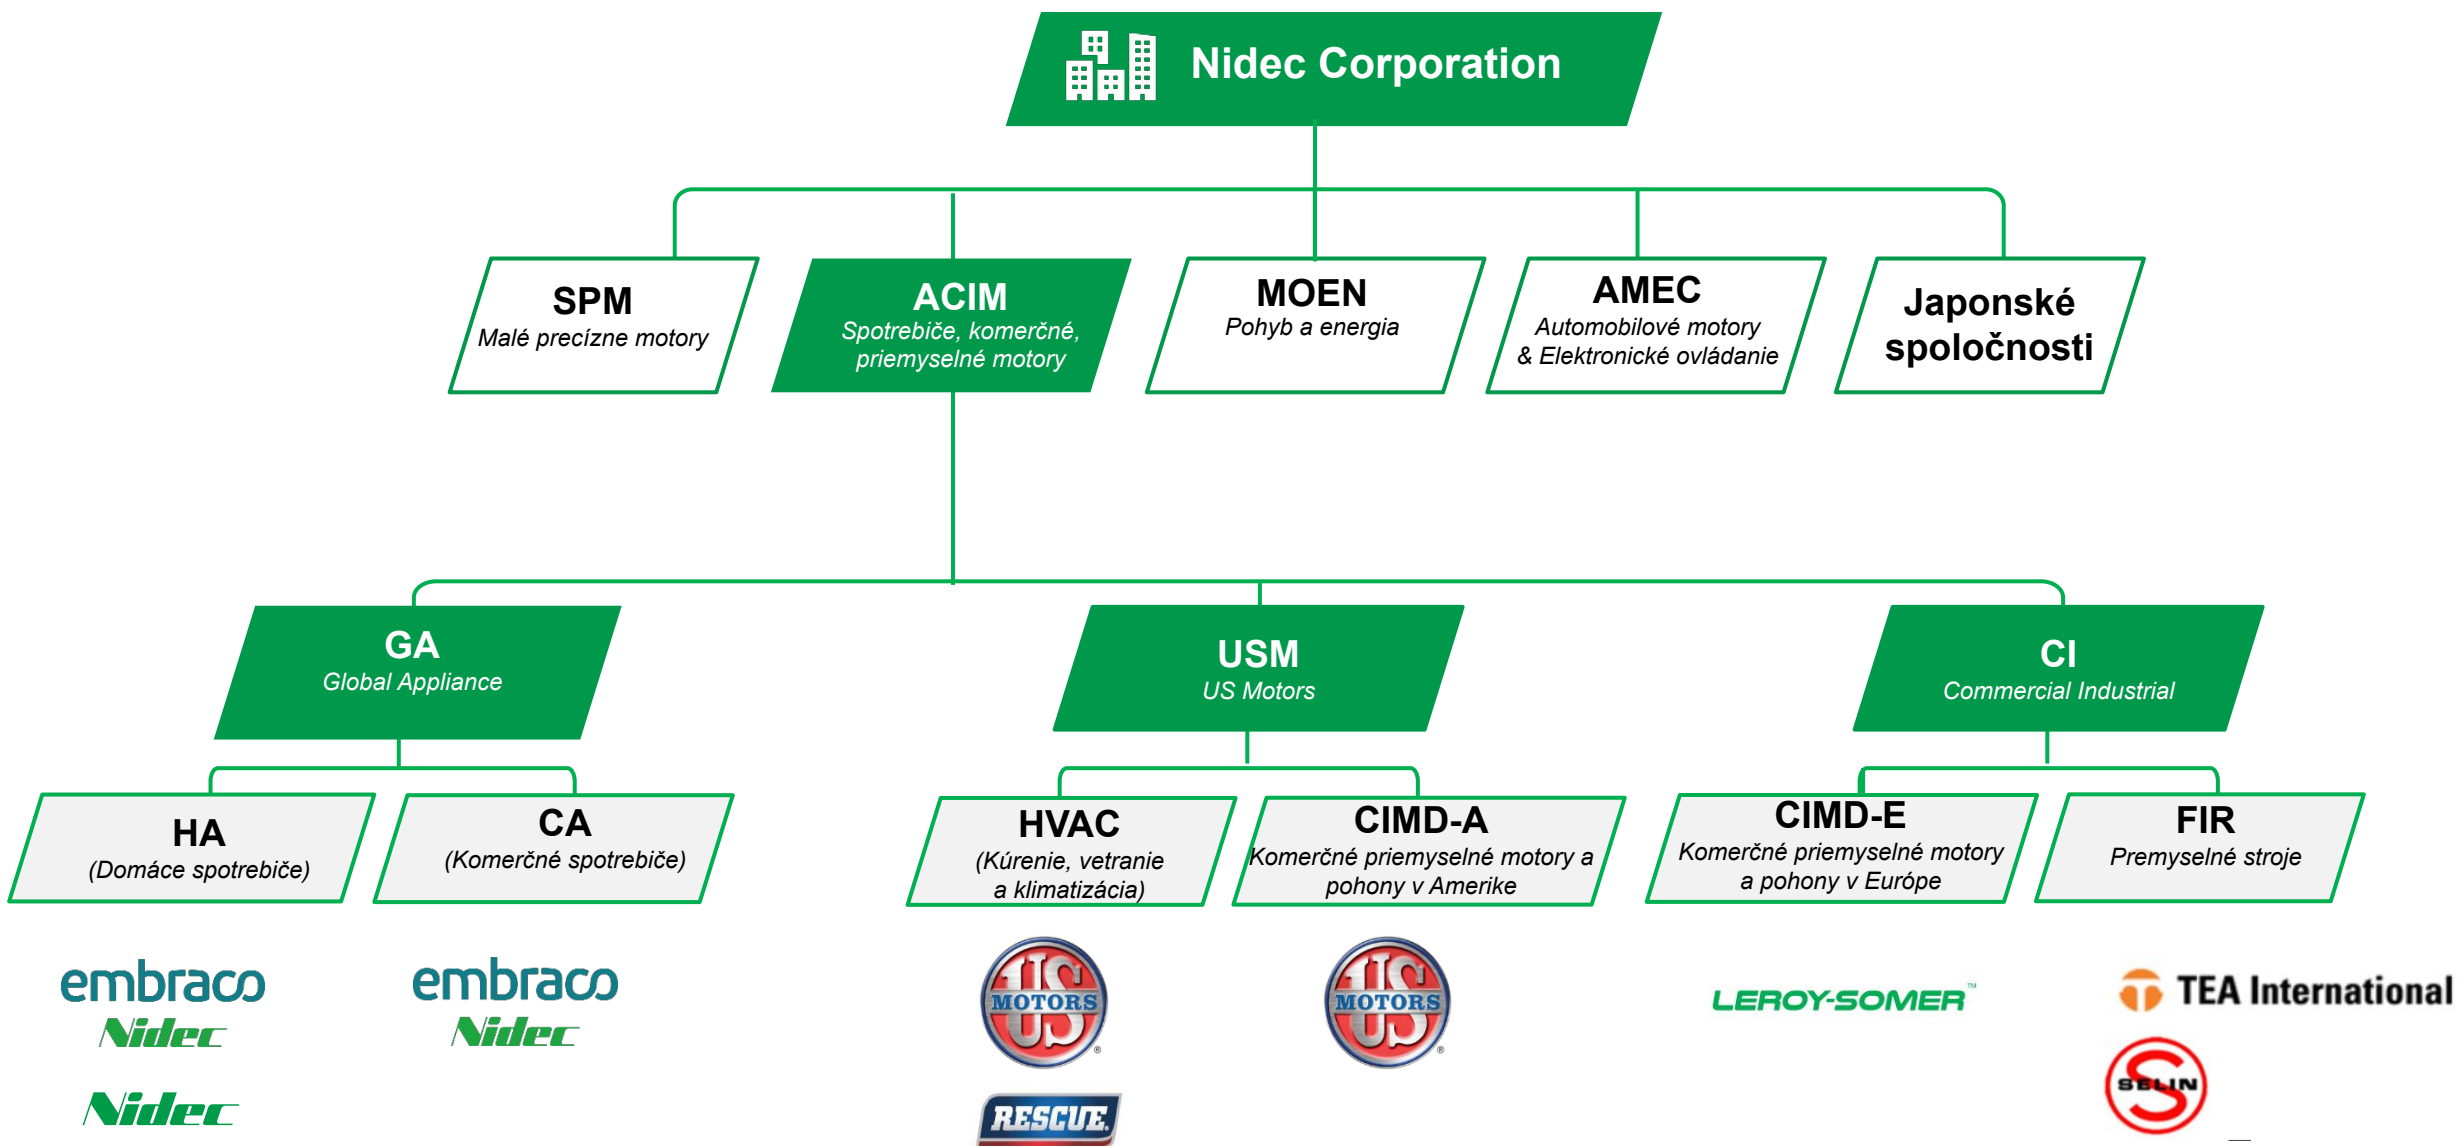 Nidec Corporation
SPM
Malé precízne motory
ACIM
Spotrebiče, komerčné,
priemyselné motory
MOEN
Pohyb a energia
AMEC
Automobilové motory
& Elektronické ovládanie
Japonské
spoločnosti
GA
Global Appliance
USM
US Motors
CI
Commercial Industrial
HA
(Domáce spotrebiče)
CA
(Komerčné spotrebiče)
HVAC
(Kúrenie, vetranie
a klimatizácia)
CIMD-A
Komerčné priemyselné motory a
pohony v Amerike
CIMD-E
Komerčné priemyselné motory
a pohony v Európe
FIR
Premyselné stroje
embraco
Nidec
Nidec
embraco
Nidec
US
MOTORS
®
RESCUE.
US
MOTORS
®
LEROY-SOMER™
TEA International
S
SELIN